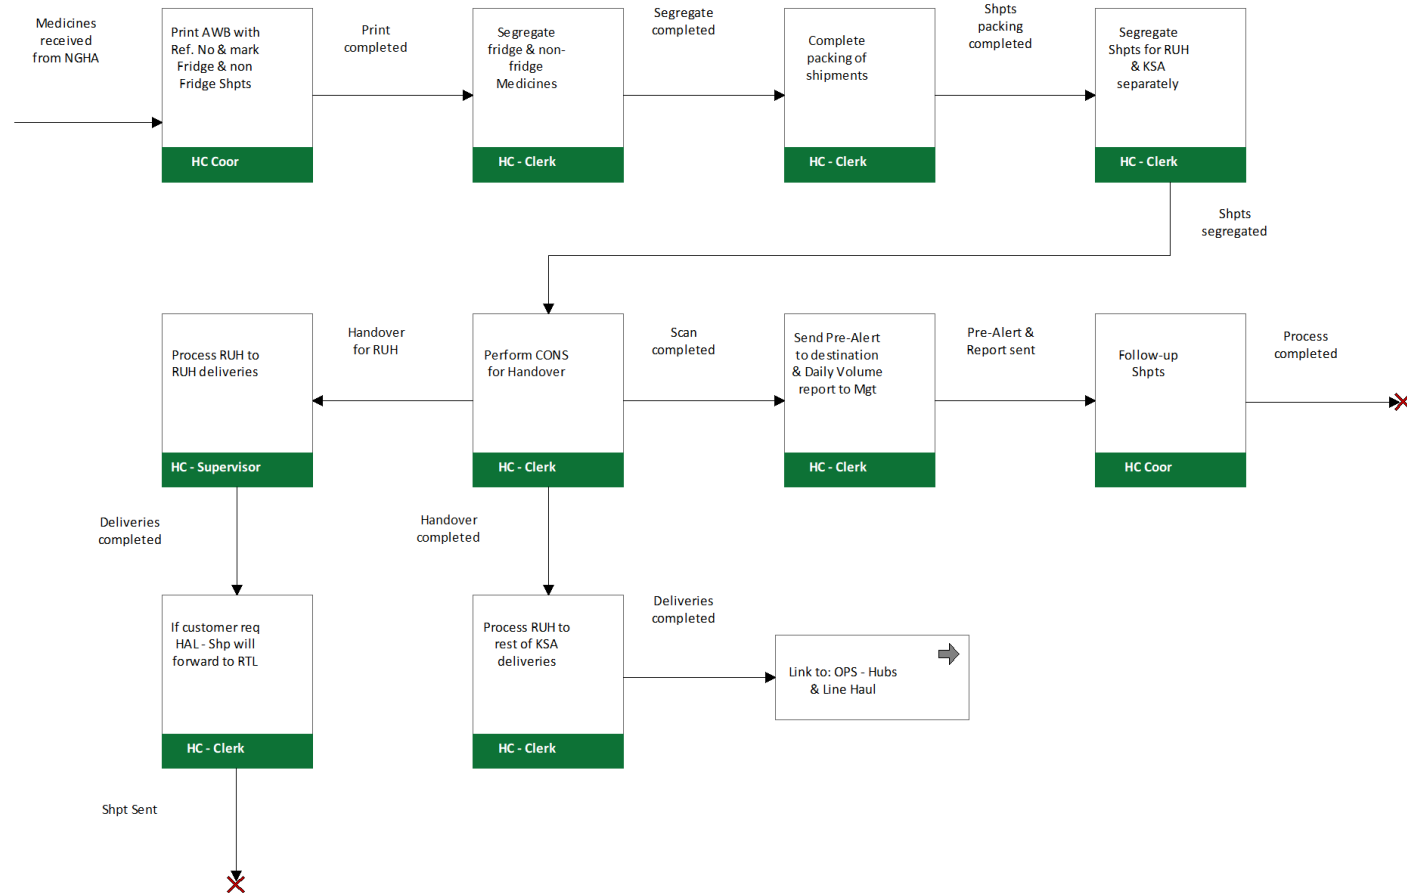 Medicines
received
from NGHA
Print AWB with
Ref. No & mark
Fridge & non
Fridge Shpts
HC Coor
Print
completed
Segregate
fridge & non-
fridge
Medicines
HC - Clerk
Segregate
completed
Complete
packing of
shipments
HC - Clerk
Shpts
packing
completed
Segregate
Shpts for RUH
& KSA
separately
HC - Clerk
Shpts
segregated
Process RUH to
RUH deliveries
HC - Supervisor
Handover
for RUH
Perform CONS
for Handover
HC - Clerk
Scan
completed
Send Pre-Alert
to destination
& Daily Volume
report to Mgt
HC - Clerk
Pre-Alert &
Report sent
Follow-up
Shpts
HC Coor
Process
completed
Deliveries
completed
Handover
completed
If customer req
HAL - Shp will
forward to RTL
HC - Clerk
Process RUH to
rest of KSA
deliveries
HC - Clerk
Deliveries
completed
Link to: OPS - Hubs
& Line Haul
Shpt Sent